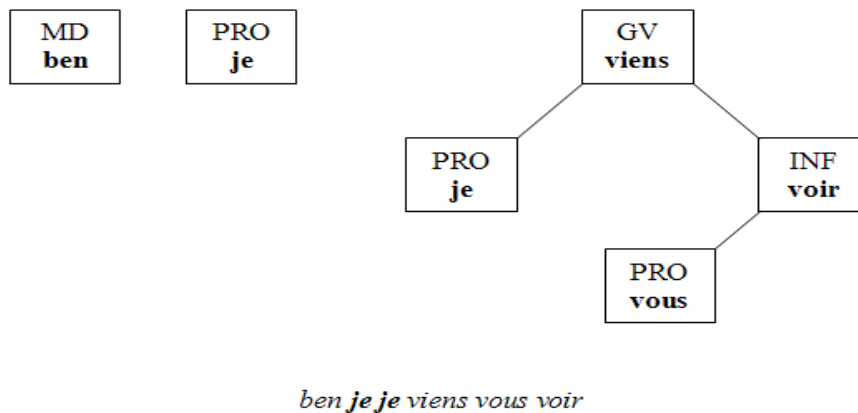 MD PRO GV
ben je viens
PRO INF
je voir
PRO
vous
ben je je viens vous voir